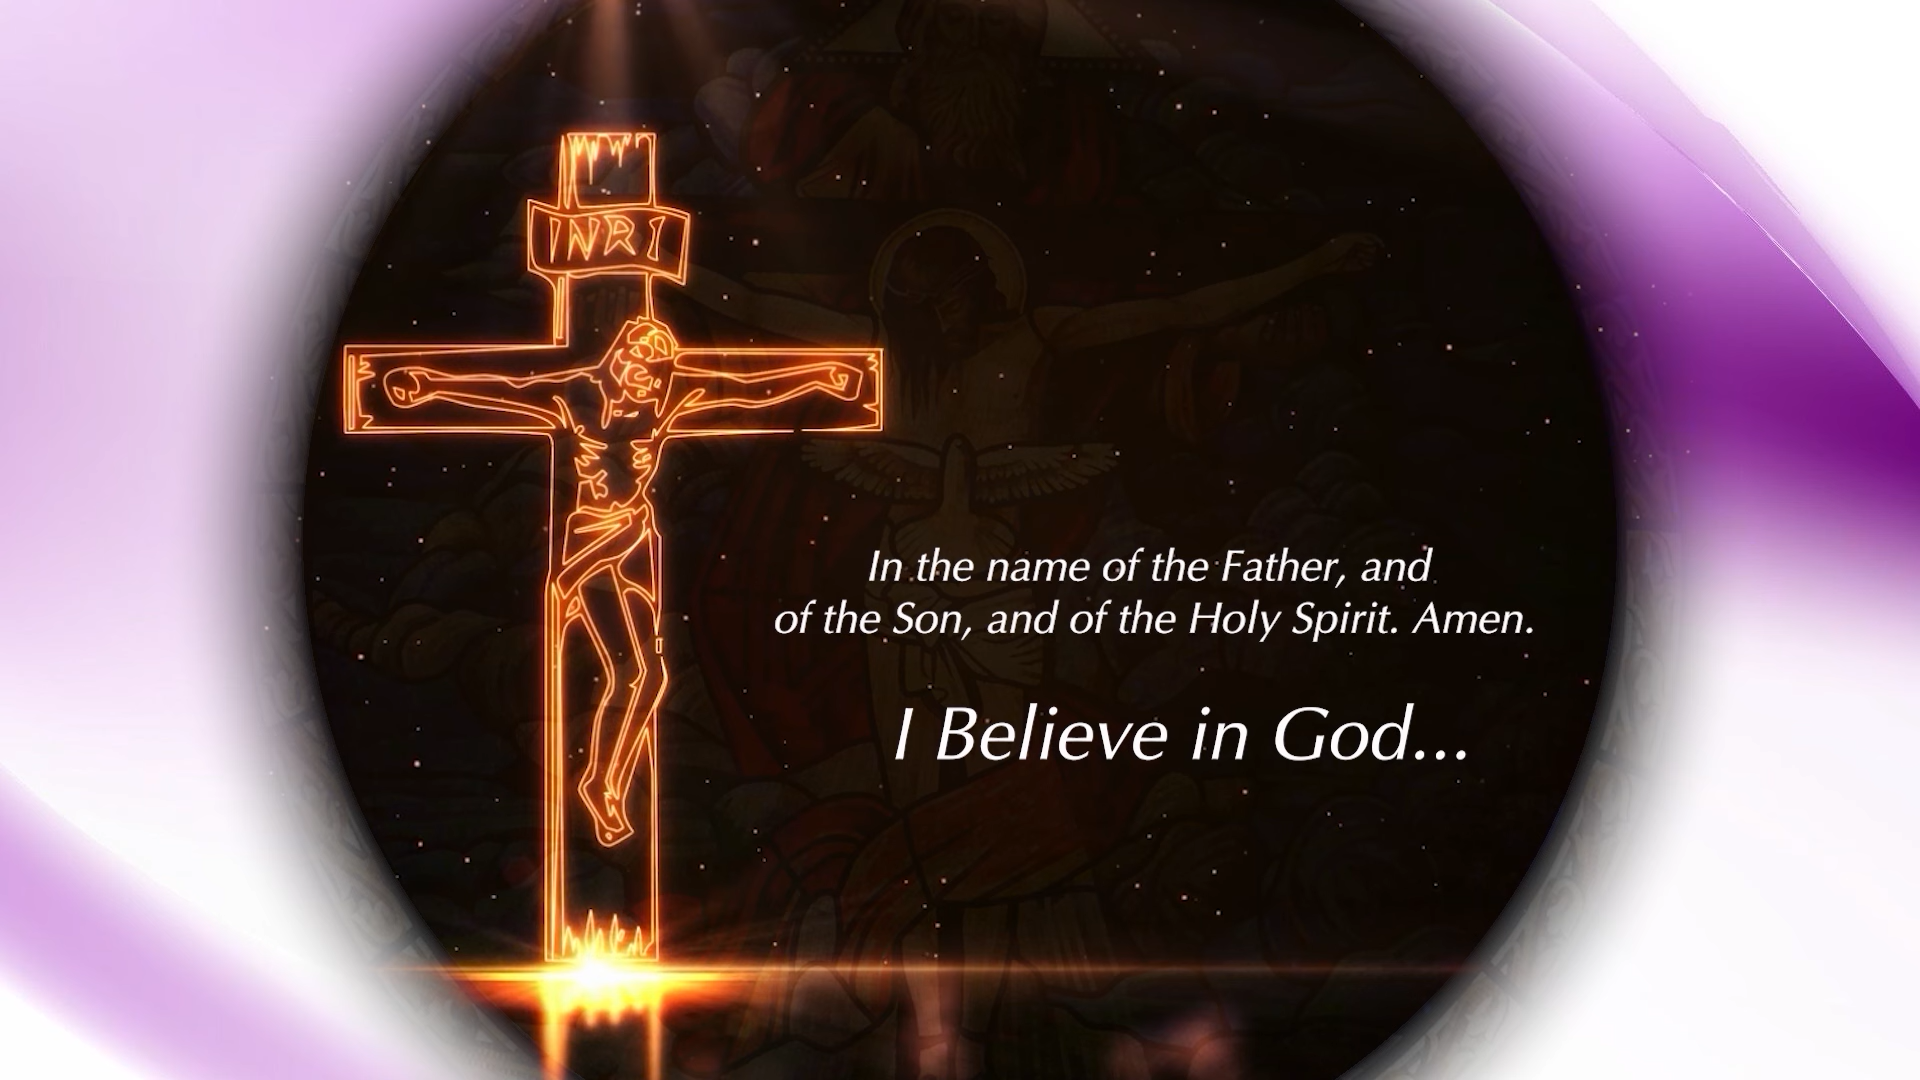 INRI
In the name of the Father, and
of the Son, and of the Holy Spirit. Amen.
I Believe in God...